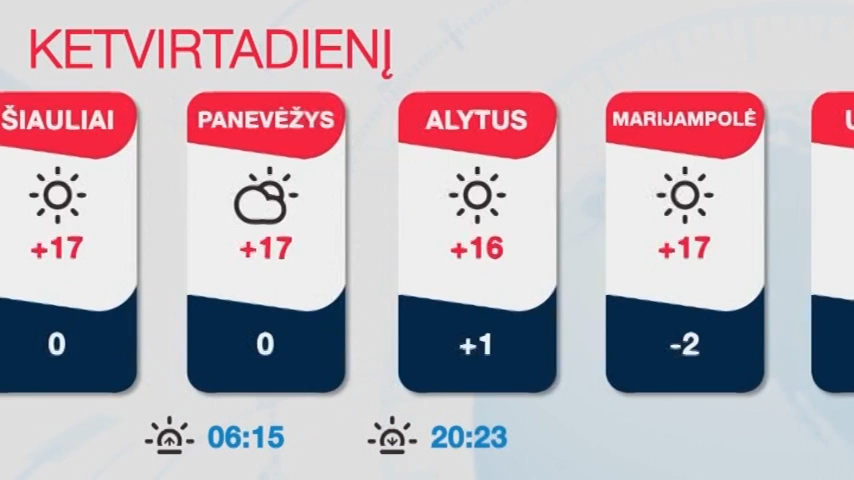 KETVIRTADIENĮ
ŠIAULIAI
+17
0
PANEVĖŽYS
+17
0
ALYTUS
+16
+1
MARIJAMPOLĖ
+17
-2
U
06:15
20:23